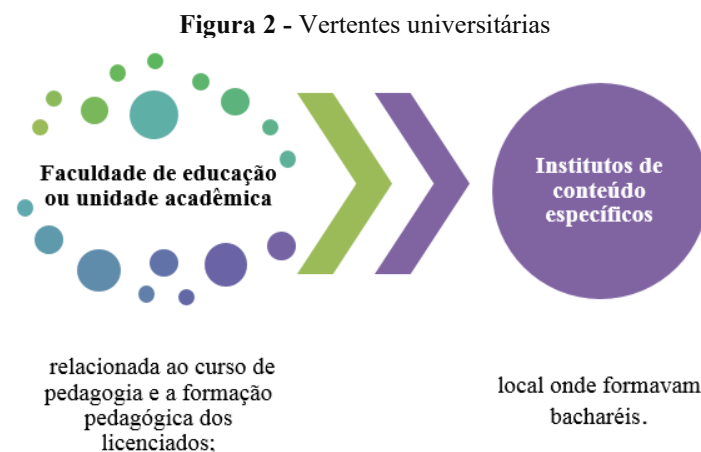 Figura 2 - Vertentes universitárias
Faculdade de educação
ou unidade acadêmica
Institutos de
conteúdo
específicos
relacionada ao curso de
pedagogia e a formação
pedagógica dos
licenciados;
local onde formavam
bacharéis.